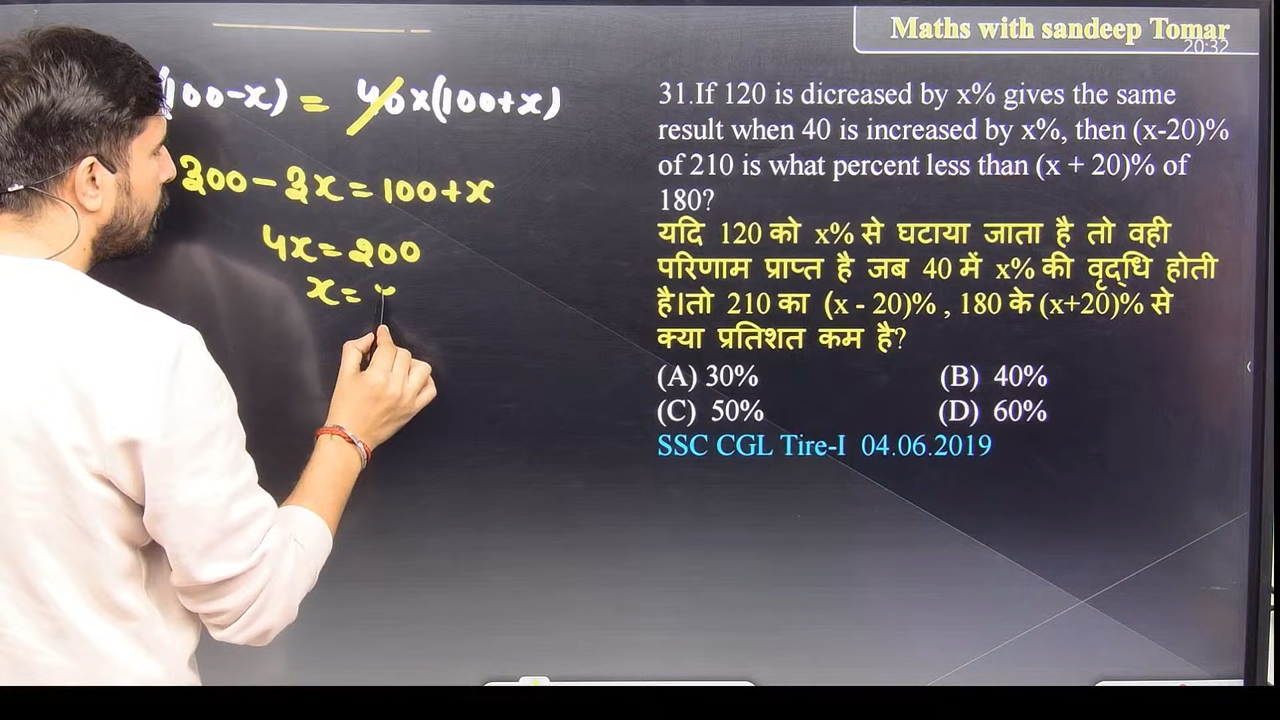 Maths with sandeep Tomar
20:32
(100-x) = 40x(100+x)
300-3x=100+x
4x=200
x=
31.If 120 is dicreased by x% gives the same
result when 40 is increased by x%, then (x-20)%
of 210 is what percent less than (x + 20)% of
180?
यदि 120 को x% से घटाया जाता है तो वही
परिणाम प्राप्त है जब 40 में x% की वृद्धि होती
है।तो 210 का (x - 20)% , 180 के (x+20)% से
क्या प्रतिशत कम है?
(A) 30% (B) 40%
(C) 50% (D) 60%
SSC CGL Tire-I 04.06.2019